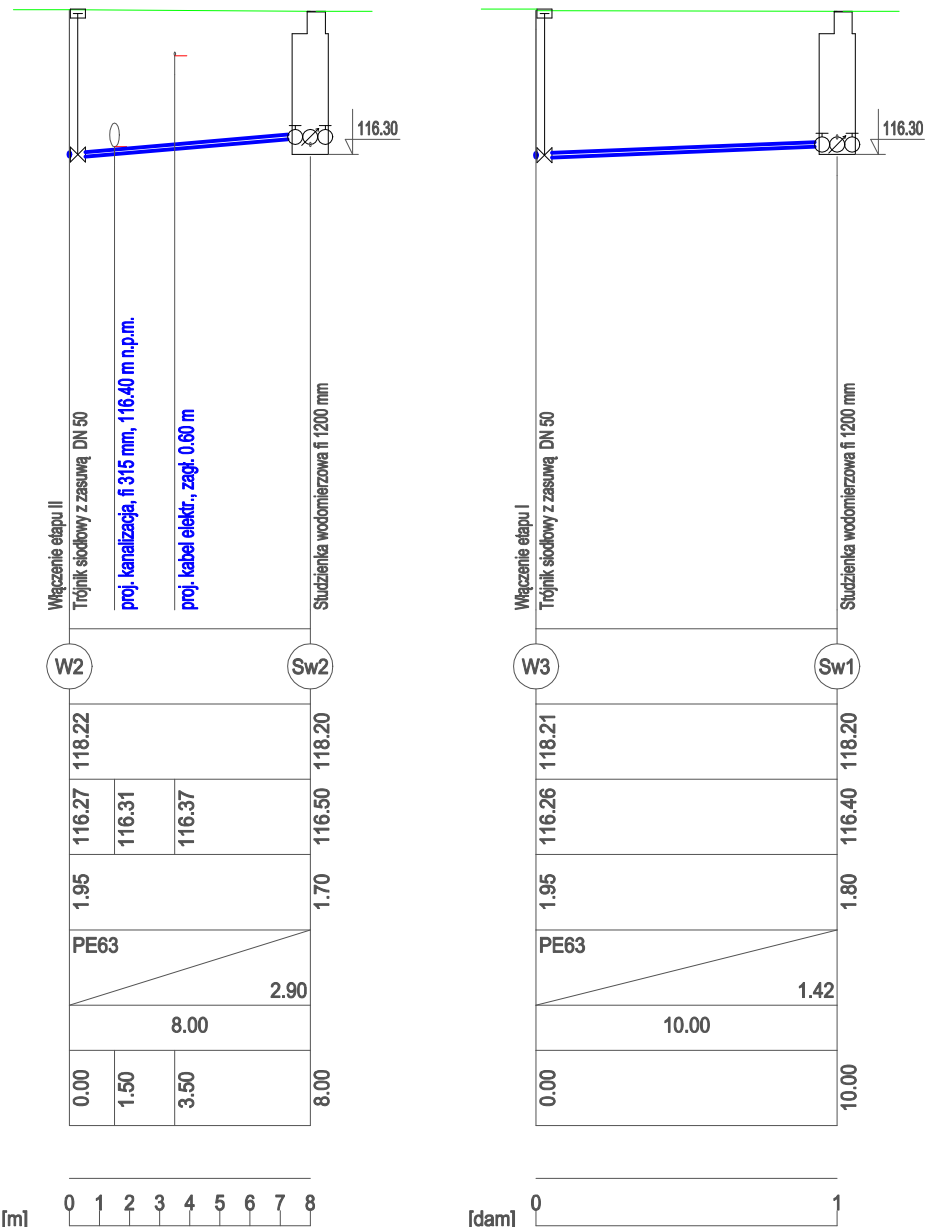 116.30
Włączenie etapu II
Trójnik siodłowy z zasuwą DN 50
proj. kanalizacja, fi 315 mm, 116.40 m n.p.m.
proj. kabel elektr., zagł. 0.60 m
Studzienka wodomierzowa fi 1200 mm
W2
Sw2
118.22
118.20
116.27
116.31
116.37
116.50
1.95
1.70
PE63
2.90
8.00
0.00
1.50
3.50
8.00
[m]
0 1 2 3 4 5 6 7 8
116.30
Włączenie etapu I
Trójnik siodłowy z zasuwą DN 50
Studzienka wodomierzowa fi 1200 mm
W3
Sw1
118.21
118.20
116.26
116.40
1.95
1.80
PE63
1.42
10.00
0.00
10.00
[dam]
0 1